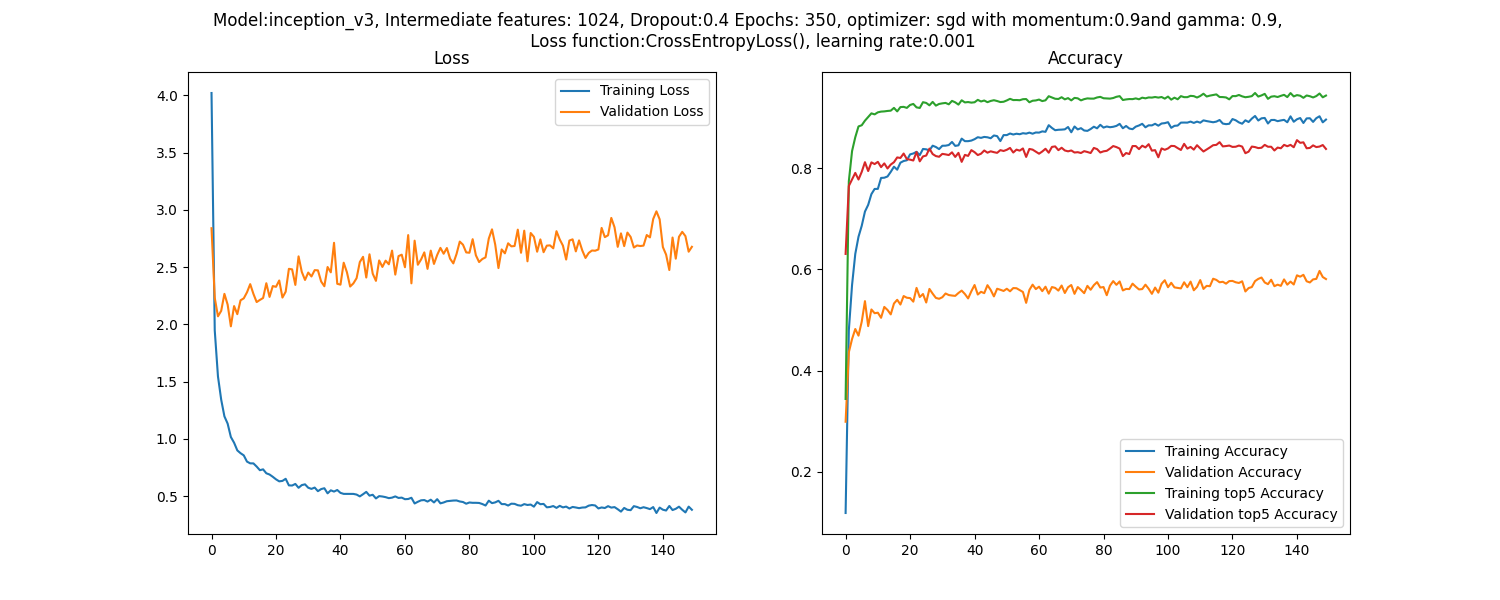 Model:inception_v3, Intermediate features: 1024, Dropout:0.4 Epochs: 350, optimizer: sgd with momentum:0.9and gamma: 0.9,
Loss function:CrossEntropyLoss(), learning rate:0.001
Loss
4.0
3.5
3.0
2.5
2.0
1.5
1.0
0.5
0 20 40 60 80 100 120 140
Training Loss
Validation Loss
Accuracy
0.8
0.6
0.4
0.2
0 20 40 60 80 100 120 140
Training Accuracy
Validation Accuracy
Training top5 Accuracy
Validation top5 Accuracy